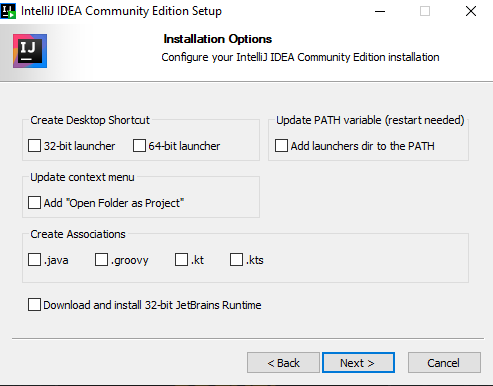 IntelliJ IDEA Community Edition Setup
IJ
Installation Options
Configure your IntelliJ IDEA Community Edition installation
Create Desktop Shortcut
32-bit launcher
64-bit launcher
Update PATH variable (restart needed)
Add launchers dir to the PATH
Update context menu
Add "Open Folder as Project"
Create Associations
.java
.groovy
.kt
.kts
Download and install 32-bit JetBrains Runtime
< Back
Next >
Cancel